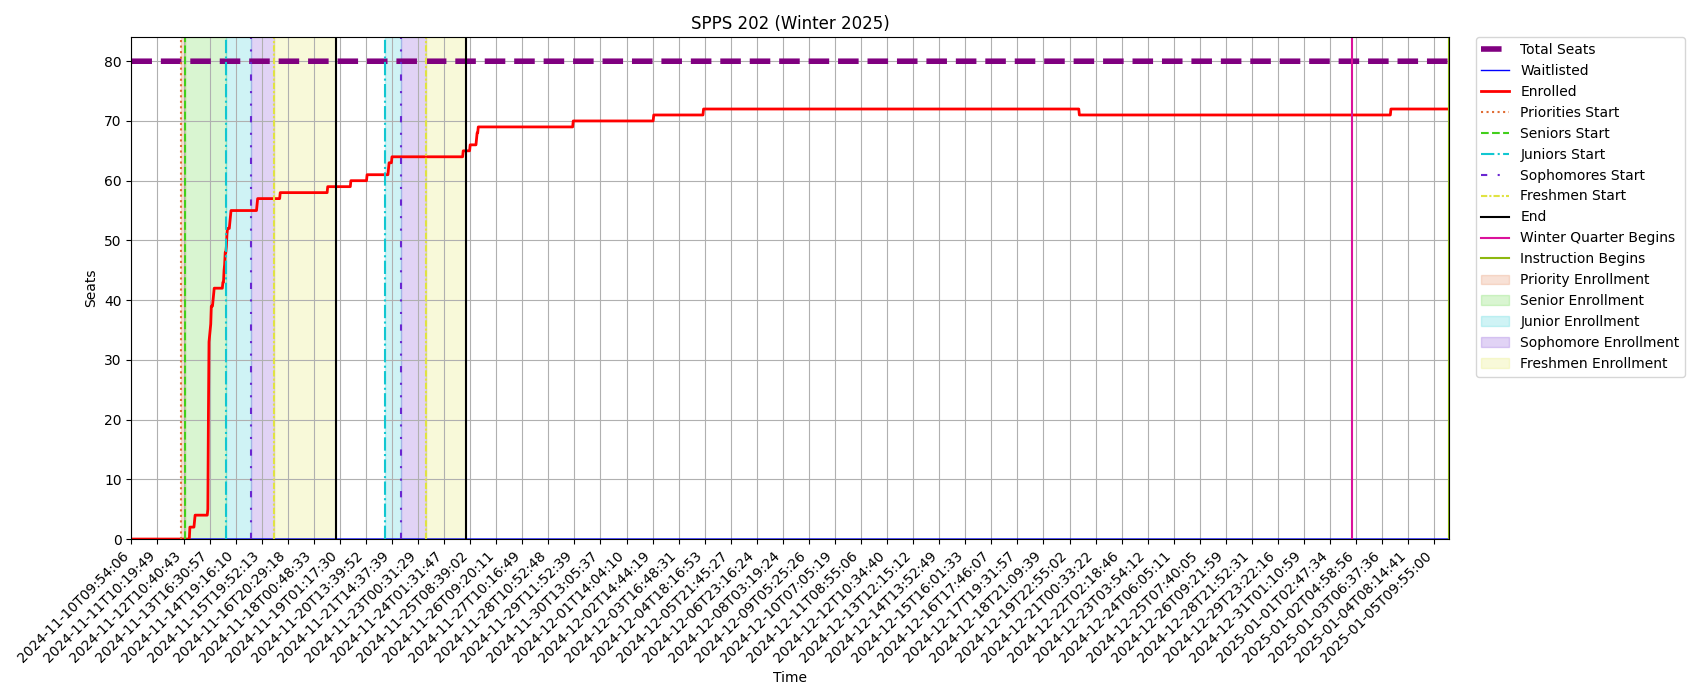 SPPS 202 (Winter 2025)
Seats
80
70
60
50
40
30
20
10
0
2024-11-10T09:54:06
2024-11-11T10:19:49
2024-11-12T10:40:43
2024-11-13T16:30:57
2024-11-14T19:16:10
2024-11-15T19:52:13
2024-11-16T20:29:18
2024-11-18T00:48:33
2024-11-19T01:17:30
2024-11-20T13:39:52
2024-11-21T14:37:39
2024-11-24T01:31:29
2024-11-24T01:31:47
2024-11-25T08:39:02
2024-11-26T09:20:11
2024-11-27T10:16:49
2024-11-28T10:52:48
2024-11-29T11:52:39
2024-11-30T13:05:37
2024-12-01T14:04:10
2024-12-02T14:44:19
2024-12-03T16:48:31
2024-12-04T18:16:53
2024-12-05T21:45:27
2024-12-06T23:16:24
2024-12-08T03:19:24
2024-12-09T05:25:26
2024-12-10T07:05:19
2024-12-11T08:55:06
2024-12-12T10:34:40
2024-12-13T12:15:12
2024-12-14T13:52:49
2024-12-15T16:01:33
2024-12-16T17:46:07
2024-12-17T19:31:57
2024-12-18T21:09:39
2024-12-19T22:55:02
2024-12-21T00:33:22
2024-12-22T02:18:46
2024-12-23T03:54:12
2024-12-24T06:05:11
2024-12-25T07:40:05
2024-12-26T09:21:59
2024-12-28T21:52:31
2024-12-29T23:22:16
2024-12-31T01:10:59
2025-01-01T02:47:34
2025-01-02T04:58:56
2025-01-03T06:37:36
2025-01-04T08:14:41
2025-01-05T09:55:00
Time
Total Seats
Waitlisted
Enrolled
Priorities Start
Seniors Start
Juniors Start
Sophomores Start
Freshmen Start
End
Winter Quarter Begins
Instruction Begins
Priority Enrollment
Senior Enrollment
Junior Enrollment
Sophomore Enrollment
Freshmen Enrollment